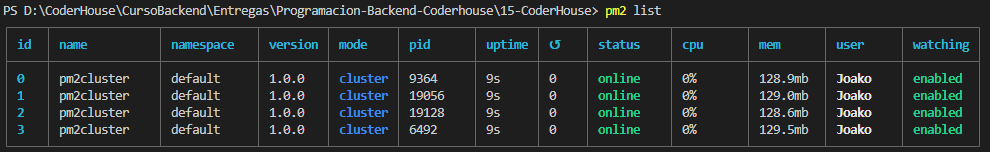 PS D:\CoderHouse\CursoBackend\Entregas\Programacion-Backend-Coderhouse\15-CoderHouse> pm2 list
id name namespace version mode pid uptime ↺ status cpu mem user watching
0 pm2cluster default 1.0.0 cluster 9364 9s 0 online 0% 128.9mb Joako enabled
1 pm2cluster default 1.0.0 cluster 19056 9s 0 online 0% 129.0mb Joako enabled
2 pm2cluster default 1.0.0 cluster 19128 9s 0 online 0% 128.6mb Joako enabled
3 pm2cluster default 1.0.0 cluster 6492 9s 0 online 0% 129.5mb Joako enabled